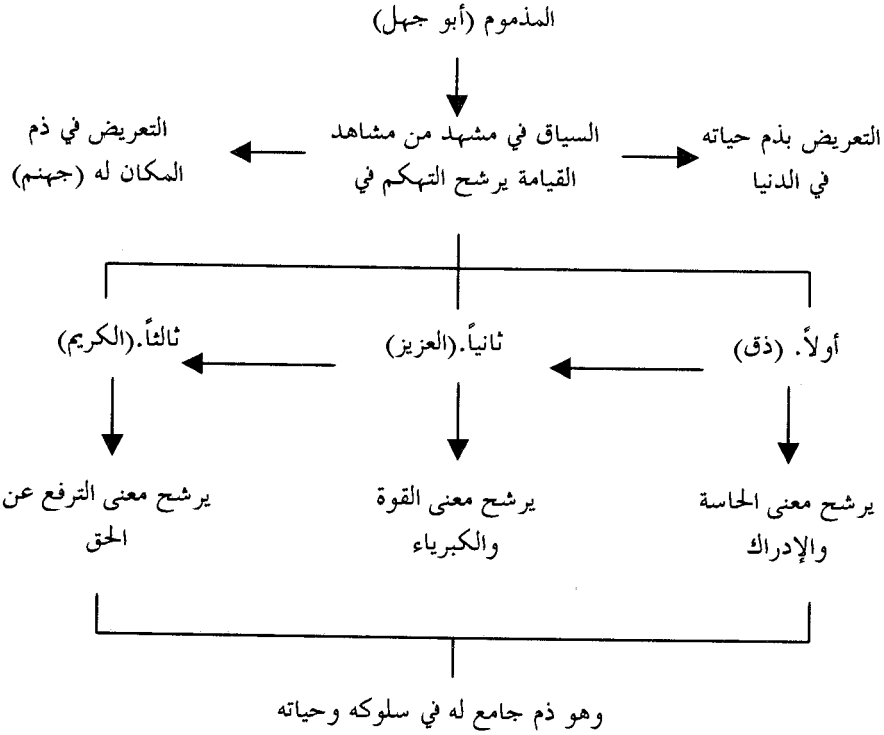 المذموم (أبو جهل)
التعريض بذم حياته
في الدنيا
السياق في مشهد من مشاهد
القيامة يرشح التهكم في
التعريض في ذم
المكان له (جهنم)
أولاً. (ذق)
ثانياً.(العزيز)
ثالثاً.(الكريم)
يرشح معنى الحاسة
والإدراك
يرشح معنى القوة
والكبرياء
يرشح معنى الترفع عن
الحق
وهو ذم جامع له في سلوكه وحياته